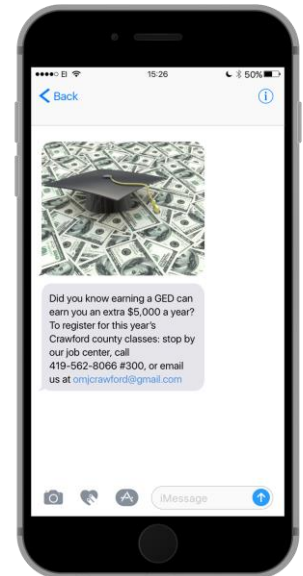 15:26
50%
Back
Did you know earning a GED can
earn you an extra $5,000 a year?
To register for this year's
Crawford county classes: stop by
our job center, call
419-562-8066 #300, or email
us at omjcrawford@gmail.com
iMessage